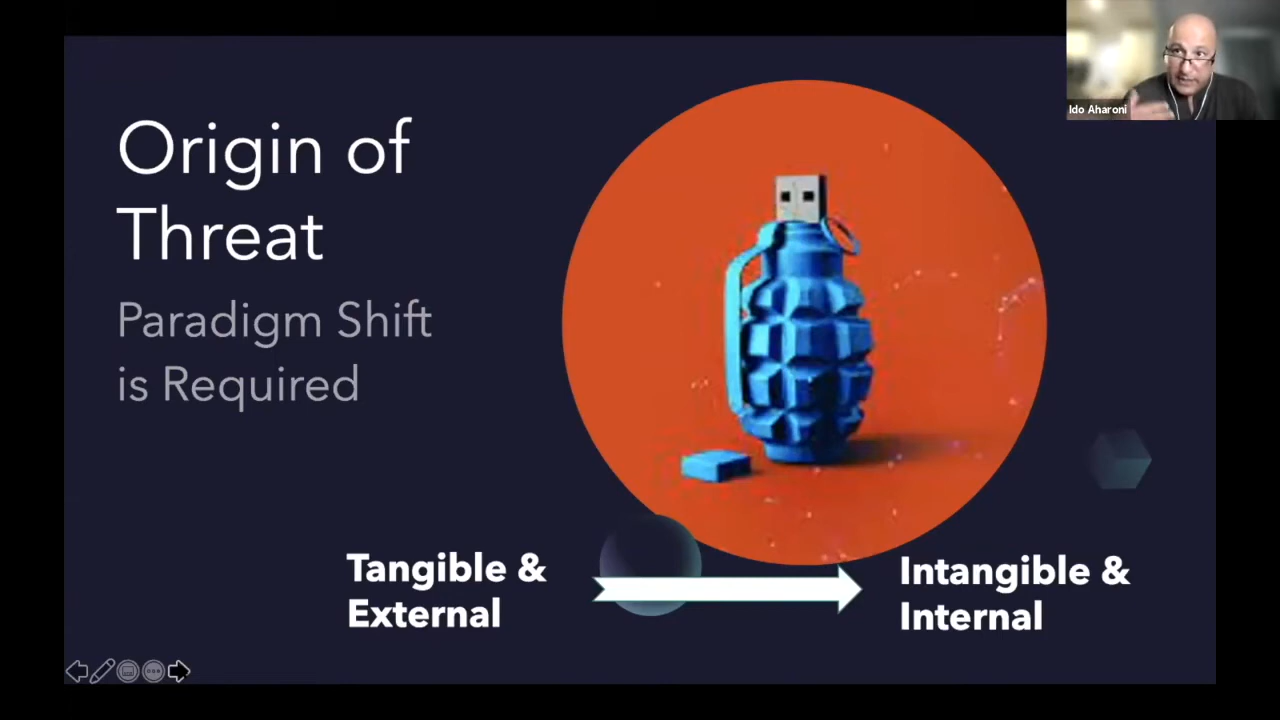 Ido Aharoni
Origin of
Threat
Paradigm Shift
is Required
Tangible &
External
Intangible &
Internal